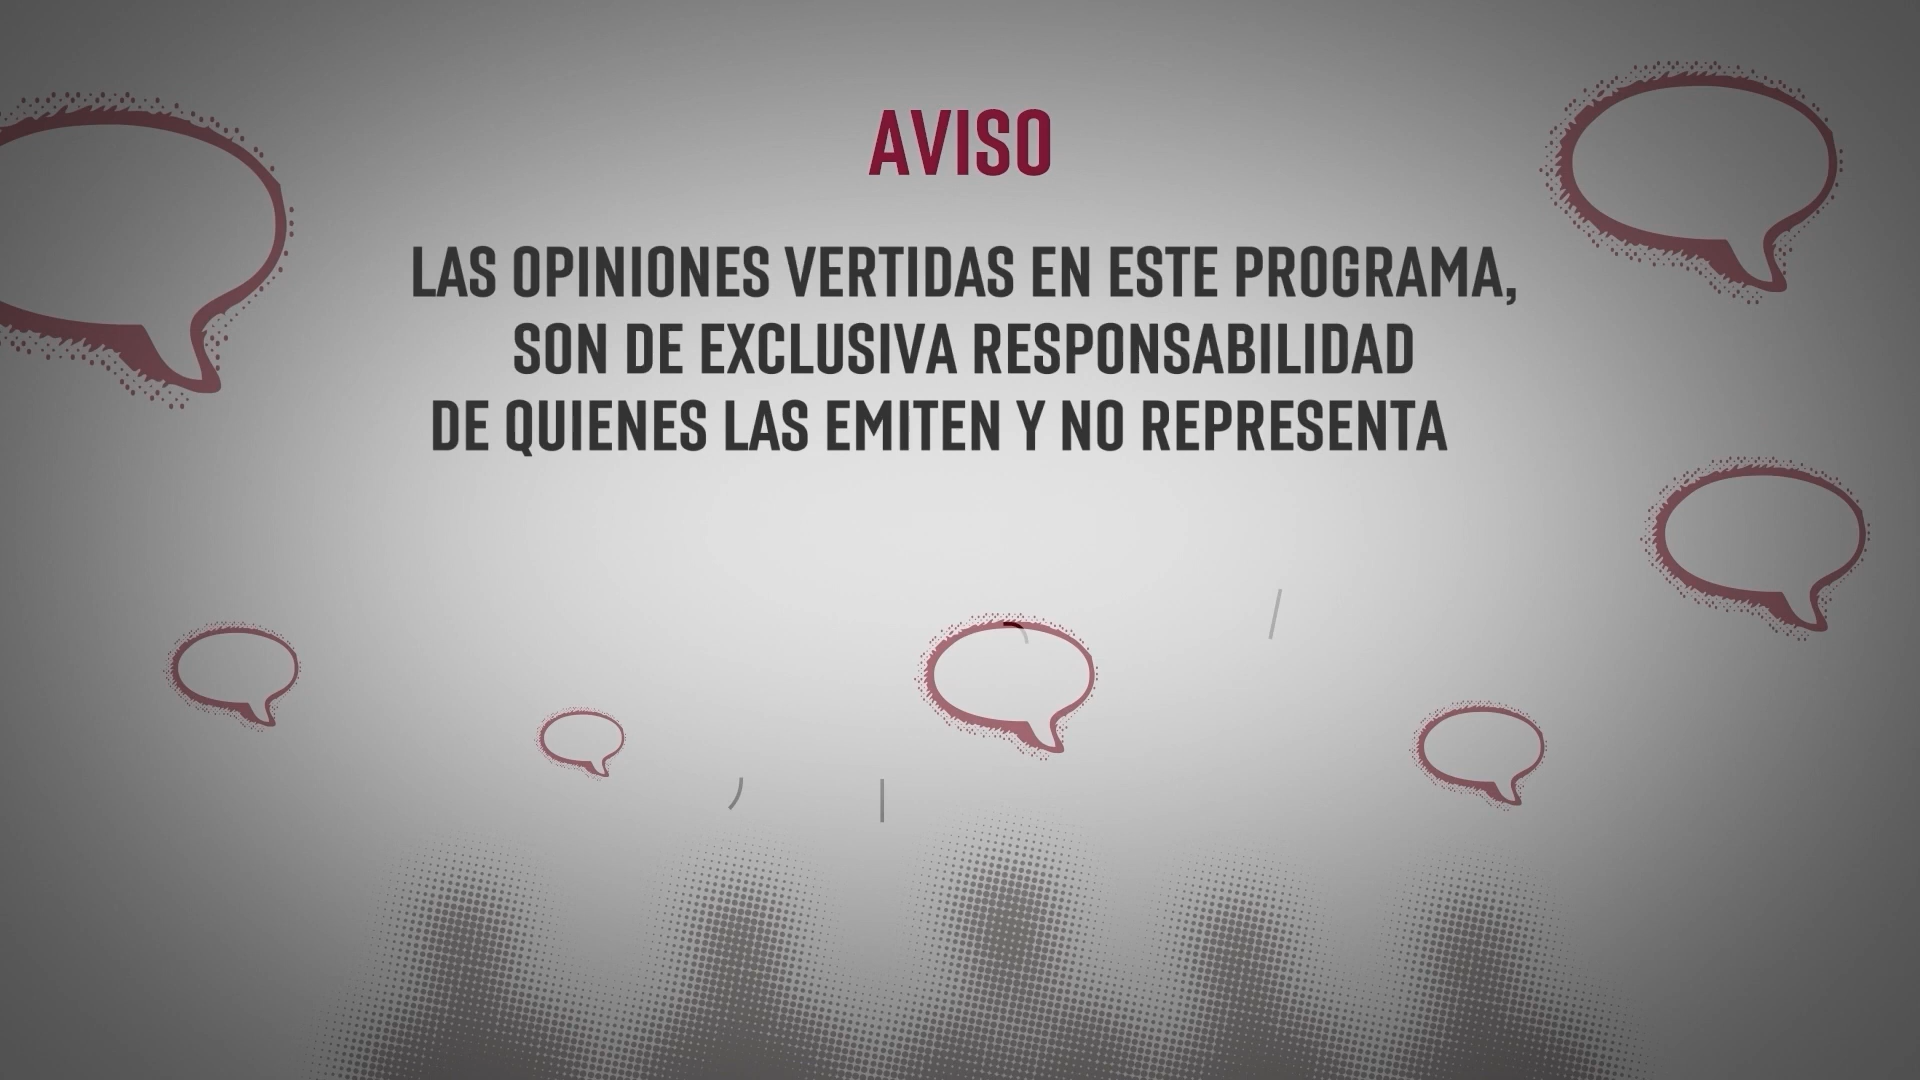 AVISO
LAS OPINIONES VERTIDAS EN ESTE PROGRAMA,
SON DE EXCLUSIVA RESPONSABILIDAD
DE QUIENES LAS EMITEN Y NO REPRESENTA